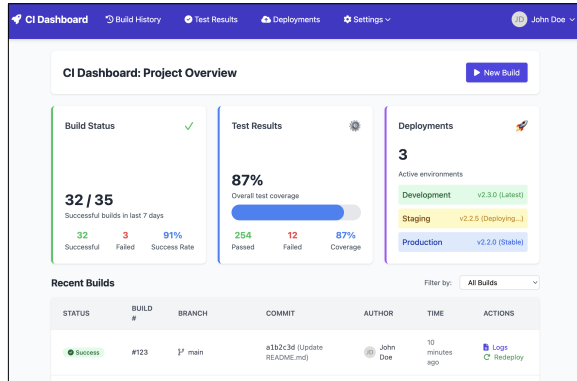 CI Dashboard
Build History
Test Results
Deployments
Settings
JD
John Doe
CI Dashboard: Project Overview
New Build
Build Status
32 / 35
Successful builds in last 7 days
32 3 91%
Successful Failed Success Rate
Test Results
87%
Overall test coverage
254 12 87%
Passed Failed Coverage
Deployments
3
Active environments
Development v2.3.0 (Latest)
Staging v2.2.5 (Deploying...)
Production v2.2.0 (Stable)
Recent Builds
Filter by: All Builds
STATUS BUILD # BRANCH COMMIT AUTHOR TIME ACTIONS
Success
#123
main
a1b2c3d (Update
README.md)
JD
John
Doe
10
minutes
ago
Logs
Redeploy